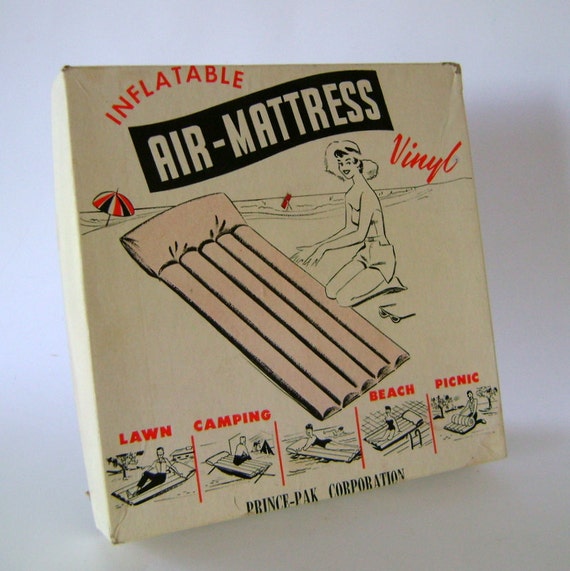 INFLATABLE
AIR-MATTRESS
Vinyl
LAWN
CAMPING
BEACH
PICNIC
PRINCE-PAK CORPORATION